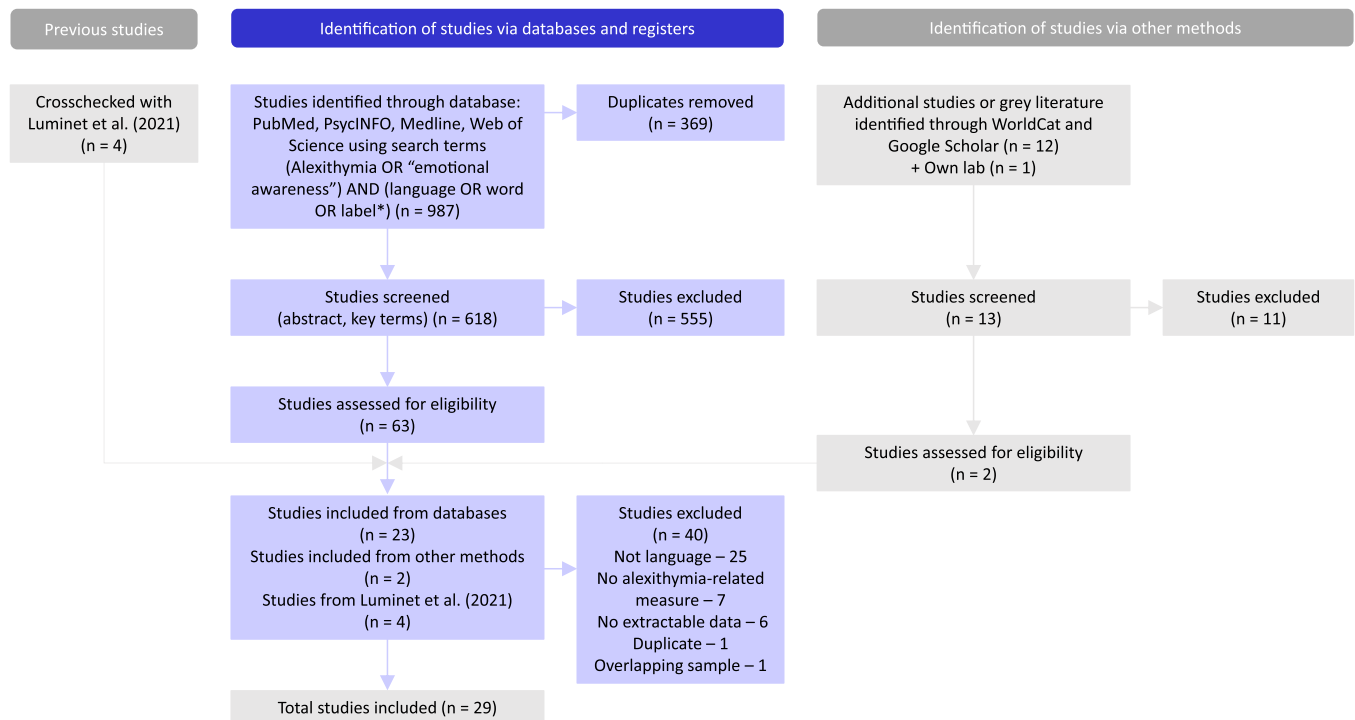 Previous studies
Identification of studies via databases and registers
Identification of studies via other methods
Crosschecked with
Luminet et al. (2021)
(n = 4)
Studies identified through database:
PubMed, PsycINFO, Medline, Web of
Science using search terms
(Alexithymia OR “emotional
awareness”) AND (language OR word
OR label*) (n = 987)
Duplicates removed
(n = 369)
Additional studies or grey literature
identified through WorldCat and
Google Scholar (n = 12)
+ Own lab (n = 1)
Studies screened
(abstract, key terms) (n = 618)
Studies excluded
(n = 555)
Studies screened
(n = 13)
Studies excluded
(n = 11)
Studies assessed for eligibility
(n = 63)
Studies assessed for eligibility
(n = 2)
Studies included from databases
(n = 23)
Studies included from other methods
(n = 2)
Studies from Luminet et al. (2021)
(n = 4)
Studies excluded
(n = 40)
Not language – 25
No alexithymia-related
measure – 7
No extractable data – 6
Duplicate – 1
Overlapping sample – 1
Total studies included (n = 29)